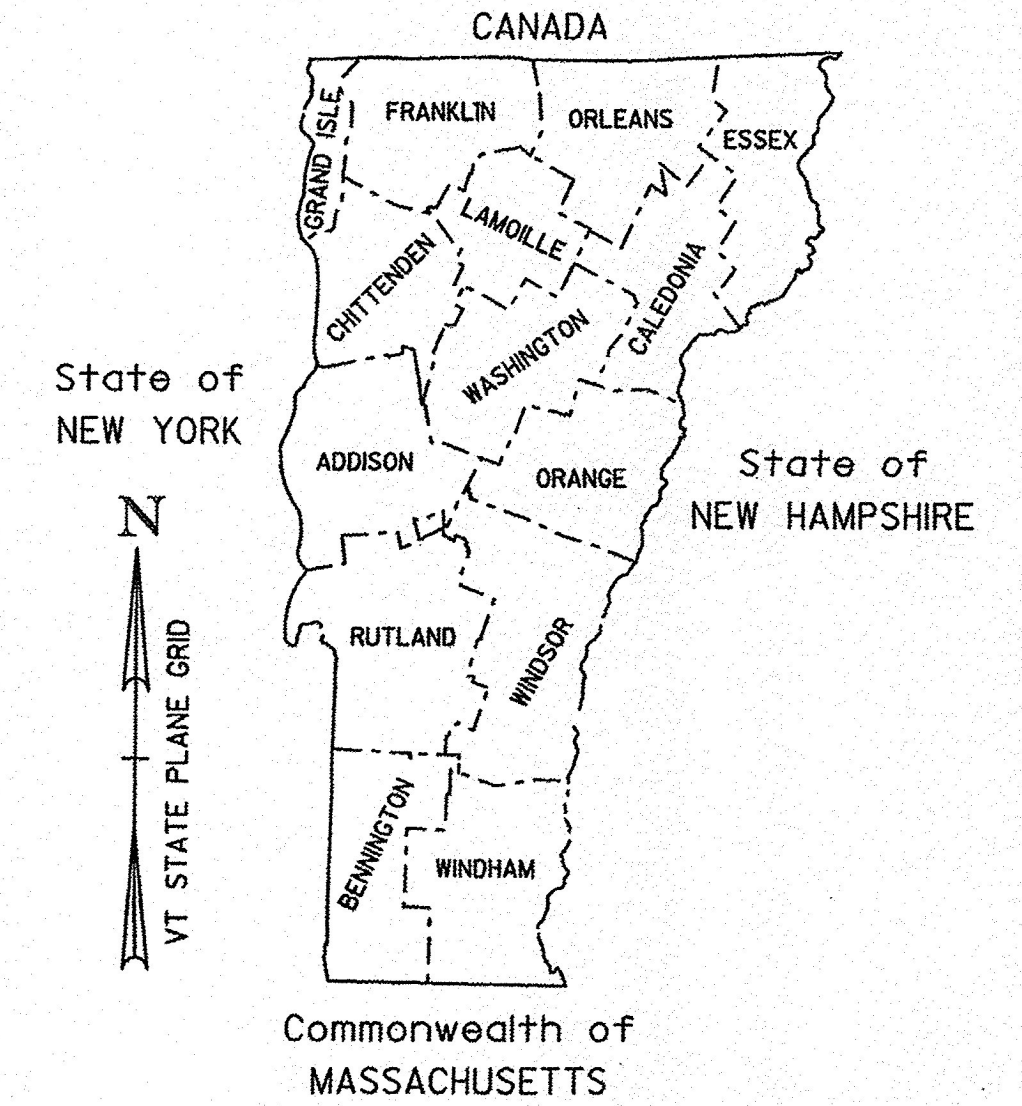 CANADA
FRANKLIN
ORLEANS
ESSEX
GRAND ISLE
LAMOILLE
CHITTENDEN
CALEDONIA
WASHINGTON
State of
NEW YORK
ADDISON
ORANGE
State of
NEW HAMPSHIRE
N
VT STATE PLANE GRID
RUTLAND
WINDSOR
BENNINGTON
WINDHAM
Commonwealth of
MASSACHUSETTS